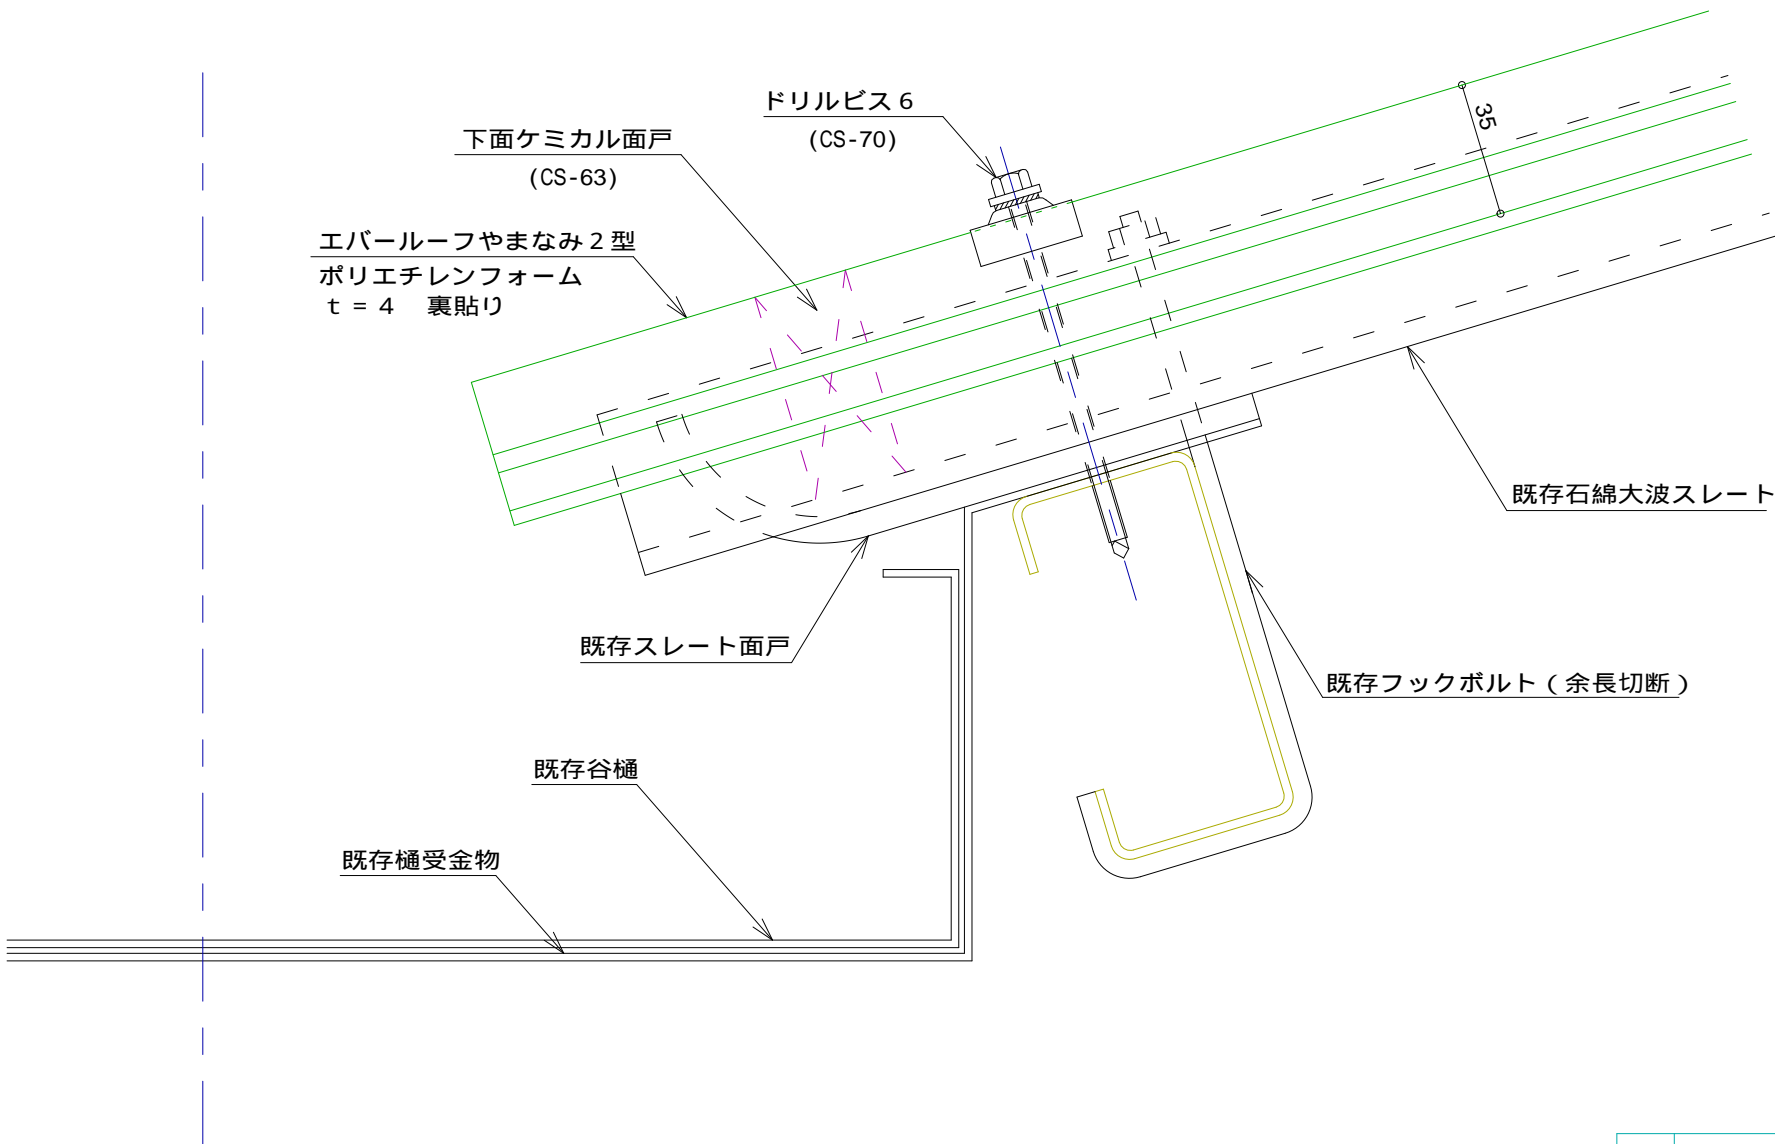 ドリルビス６
(CS-70)
下面ケミカル面戸
(CS-63)
エバールーフやまなみ２型
ポリエチレンフォーム
ｔ＝４　裏貼り
35
既存石綿大波スレート
既存スレート面戸
既存フックボルト（余長切断）
既存谷樋
既存樋受金物